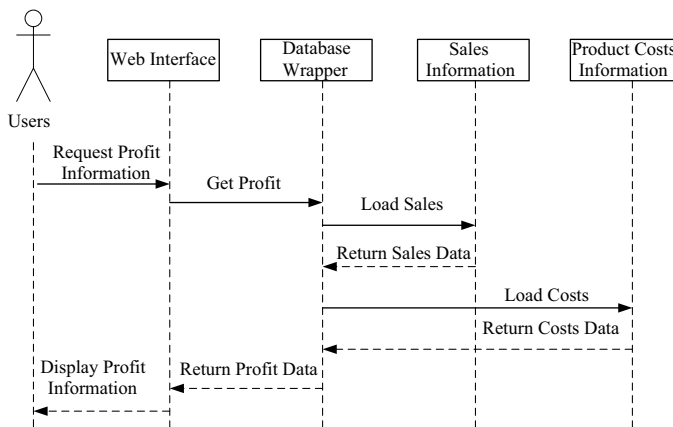 Users
Web Interface
Database
Wrapper
Sales
Information
Product Costs
Information
Request Profit
Information
Get Profit
Load Sales
Return Sales Data
Load Costs
Return Costs Data
Return Profit Data
Display Profit
Information